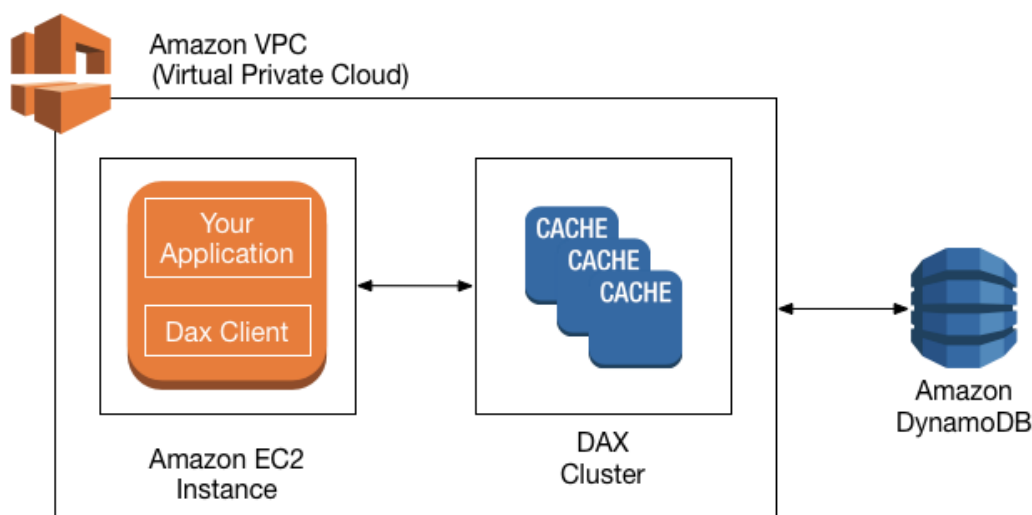 Amazon VPC
(Virtual Private Cloud)
Your
Application
Dax Client
CACHE
CACHE
CACHE
Amazon EC2
Instance
DAX
Cluster
Amazon
DynamoDB